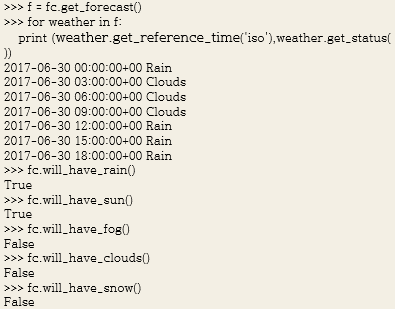 >>> f = fc.get_forecast()
>>> for weather in f:
    print (weather.get_reference_time('iso'),weather.get_status(
))
2017-06-30 00:00:00+00 Rain
2017-06-30 03:00:00+00 Clouds
2017-06-30 06:00:00+00 Clouds
2017-06-30 09:00:00+00 Clouds
2017-06-30 12:00:00+00 Rain
2017-06-30 15:00:00+00 Rain
2017-06-30 18:00:00+00 Rain
>>> fc.will_have_rain()
True
>>> fc.will_have_sun()
True
>>> fc.will_have_fog()
False
>>> fc.will_have_clouds()
False
>>> fc.will_have_snow()
False